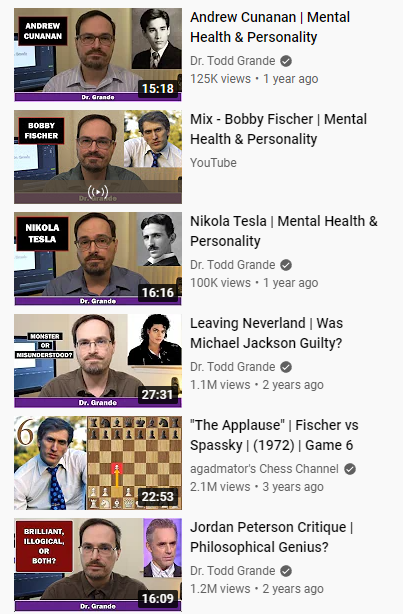 ANDREW
CUNANAN
15:18
Dr. Grande
Andrew Cunanan | Mental
Health & Personality
Dr. Todd Grande
125K views • 1 year ago
BOBBY
FISCHER
Dr. Grande
Mix - Bobby Fischer | Mental
Health & Personality
YouTube
NIKOLA
TESLA
16:16
Dr. Grande
Nikola Tesla | Mental Health &
Personality
Dr. Todd Grande
100K views • 1 year ago
MONSTER
OR
MISUNDERSTOOD?
27:31
Dr. Grande
Leaving Neverland | Was
Michael Jackson Guilty?
Dr. Todd Grande
1.1M views • 2 years ago
6
22:53
"The Applause" | Fischer vs
Spassky | (1972) | Game 6
agadmator's Chess Channel
2.1M views • 3 years ago
BRILLIANT,
ILLOGICAL,
OR
BOTH?
16:09
Dr. Grande
Jordan Peterson Critique |
Philosophical Genius?
Dr. Todd Grande
1.2M views • 2 years ago